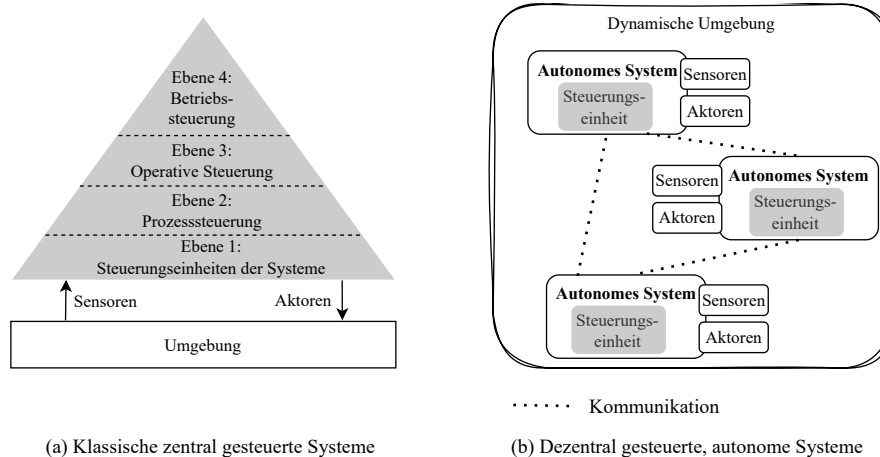 Ebene 4:
Betriebs-
steuerung
Ebene 3:
Operative Steuerung
Ebene 2:
Prozesssteuerung
Ebene 1:
Steuerungseinheiten der Systeme
Sensoren
Aktoren
Umgebung
(a) Klassische zentral gesteuerte Systeme
Dynamische Umgebung
Autonomes System
Steuerungs-
einheit
Sensoren
Aktoren
Autonomes System
Steuerungs-
einheit
Sensoren
Aktoren
Autonomes System
Steuerungs-
einheit
Sensoren
Aktoren
Kommunikation
(b) Dezentral gesteuerte, autonome Systeme